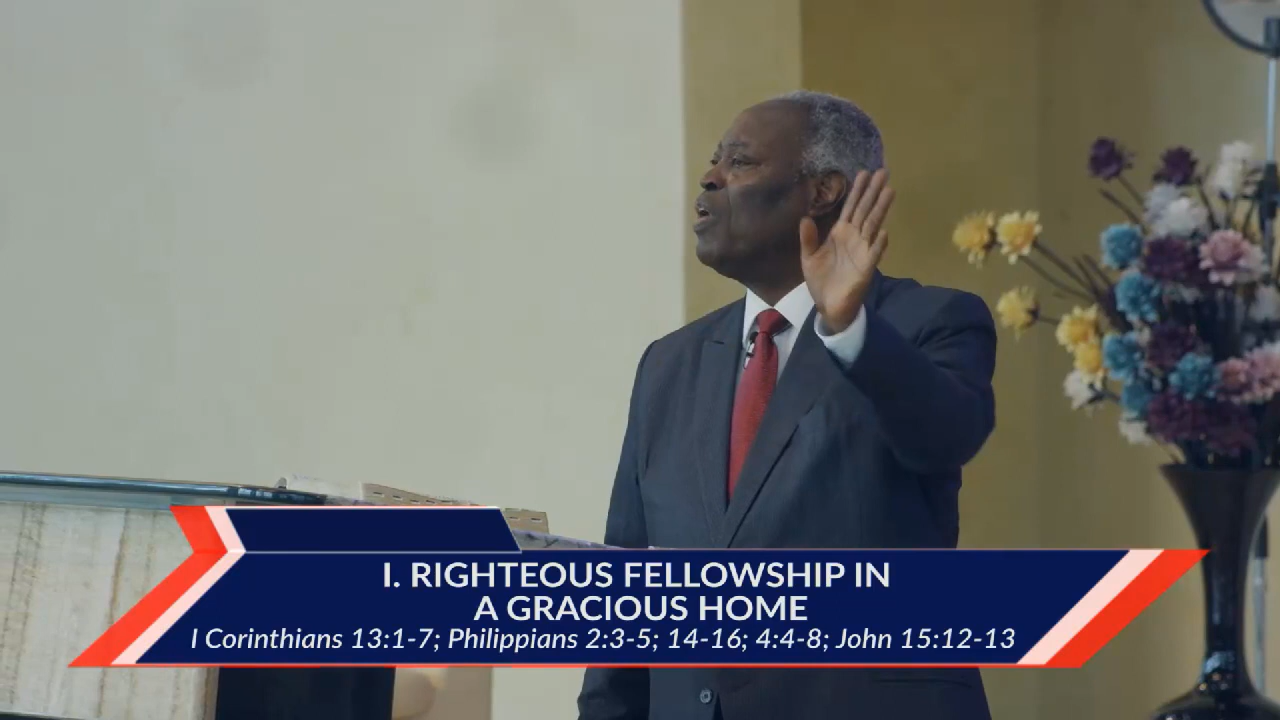 I. RIGHTEOUS FELLOWSHIP IN
A GRACIOUS HOME
I Corinthians 13:1-7; Philippians 2:3-5; 14-16; 4:4-8; John 15:12-13